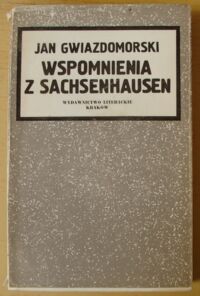 JAN GWIAZDOMORSKI
WSPOMNIENIA
Z SACHSENHAUSEN
WYDAWNICTWO LITERACKIE
KRAKÓW